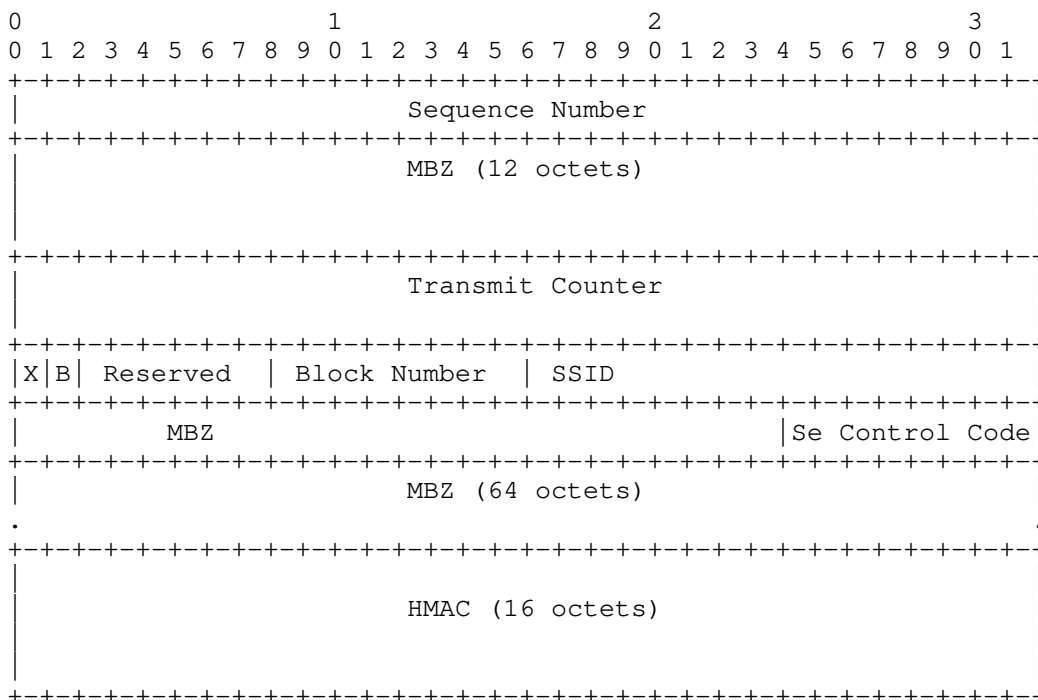 0                   1                   2                   3
0 1 2 3 4 5 6 7 8 9 0 1 2 3 4 5 6 7 8 9 0 1 2 3 4 5 6 7 8 9 0 1
+-+-+-+-+-+-+-+-+-+-+-+-+-+-+-+-+-+-+-+-+-+-+-+-+-+-+-+-+-+-+-+--
|                        Sequence Number
+-+-+-+-+-+-+-+-+-+-+-+-+-+-+-+-+-+-+-+-+-+-+-+-+-+-+-+-+-+-+-+--
|                        MBZ (12 octets)
|
|
+-+-+-+-+-+-+-+-+-+-+-+-+-+-+-+-+-+-+-+-+-+-+-+-+-+-+-+-+-+-+-+--
|                        Transmit Counter
|
+-+-+-+-+-+-+-+-+-+-+-+-+-+-+-+-+-+-+-+-+-+-+-+-+-+-+-+-+-+-+-+--
|X|B| Reserved  | Block Number  | SSID
+-+-+-+-+-+-+-+-+-+-+-+-+-+-+-+-+-+-+-+-+-+-+-+-+-+-+-+-+-+-+-+--
|         MBZ                                   |Se Control Code
+-+-+-+-+-+-+-+-+-+-+-+-+-+-+-+-+-+-+-+-+-+-+-+-+-+-+-+-+-+-+-+--
|                        MBZ (64 octets)
.                                                               .
+-+-+-+-+-+-+-+-+-+-+-+-+-+-+-+-+-+-+-+-+-+-+-+-+-+-+-+-+-+-+-+--
|
|                        HMAC (16 octets)
|
|
+-+-+-+-+-+-+-+-+-+-+-+-+-+-+-+-+-+-+-+-+-+-+-+-+-+-+-+-+-+-+-+--